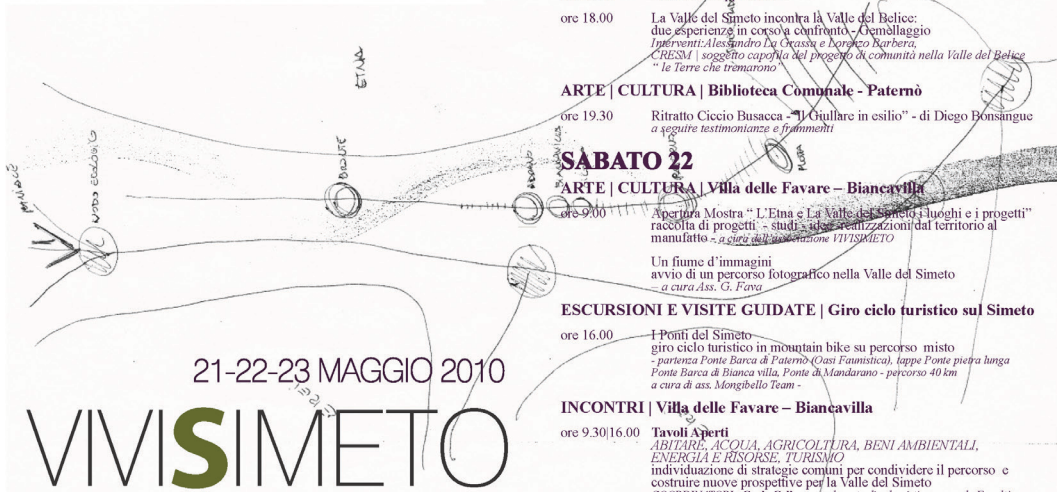 ore 18.00 La Valle del Simeto incontra la Valle del Belice:
due esperienze in corso a confronto - Gemellaggio
Interventi:Alessandro La Grassa e Lorenzo Barbera,
CRESM | soggetto capofila del progetto di comunità nella Valle del Belice
“ le Terre che tremarono”
ARTE | CULTURA | Biblioteca Comunale - Paternò
ore 19.30 Ritratto Ciccio Busacca - “Il Giullare in esilio” - di Diego Bonsangue
a seguire testimonianze e frammenti
SABATO 22
ARTE | CULTURA | Villa delle Favare – Biancavilla
ore 9.00 Apertura Mostra “ L’Etna e La Valle del Simeto i luoghi e i progetti”
raccolta di progetti - studi - idee -realizzazioni dal territorio al
manufatto - a cura dell’associazione VIVISIMETO
Un fiume d’immagini
avvio di un percorso fotografico nella Valle del Simeto
– a cura Ass. G. Fava
ESCURSIONI E VISITE GUIDATE | Giro ciclo turistico sul Simeto
ore 16.00 I Ponti del Simeto
giro ciclo turistico in mountain bike su percorso misto
- partenza Ponte Barca di Paternò (Oasi Faunistica), tappe Ponte pietra lunga
Ponte Barca di Bianca villa, Ponte di Mandarano - percorso 40 km
a cura di ass. Mongibello Team -
INCONTRI | Villa delle Favare – Biancavilla
ore 9.30|16.00 Tavoli Aperti
ABITARE, ACQUA, AGRICOLTURA, BENI AMBIENTALI,
ENERGIA E RISORSE, TURISMO
individuazione di strategie comuni per condividere il percorso e
costruire nuove prospettive per la Valle del Simeto
ETNA
MANIACE
NODO ECOLOGICO
BRONTE
ADRANO
MOTTA
21-22-23 MAGGIO 2010
VIVISIMETO